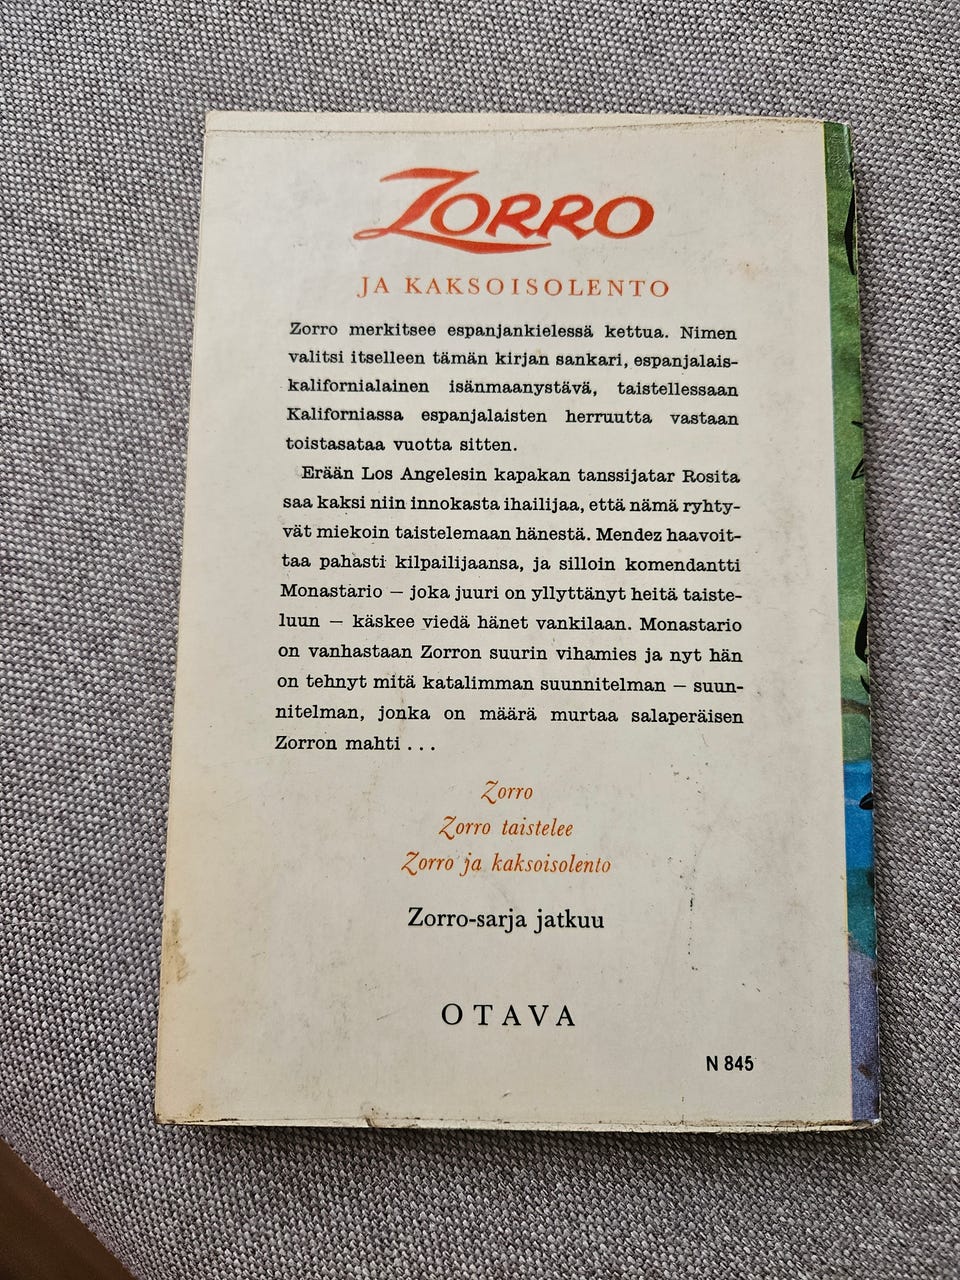 ZORRO
JA KAKSOISOLENTO
Zorro merkitsee espanjankielessä kettua. Nimen
valitsi itselleen tämän kirjan sankari, espanjalais-
kalifornialainen isänmaanystävä, taistellessaan
Kaliforniassa espanjalaisten herruutta vastaan
toistasataa vuotta sitten.
Erään Los Angelesin kapakan tanssijatar Rosita
saa kaksi niin innokasta ihailijaa, että nämä ryhty-
vät miekoin taistelemaan hänestä. Mendez haavoit-
taa pahasti kilpailijaansa, ja silloin komendantti
Monastario — joka juuri on yllyttänyt heitä taiste-
luun — käskee viedä hänet vankilaan. Monastario
on vanhastaan Zorron suurin vihamies ja nyt hän
on tehnyt mitä katalimman suunnitelman — suun-
nitelman, jonka on määrä murtaa salaperäisen
Zorron mahti . . .
Zorro
Zorro taistelee
Zorro ja kaksoisolento
Zorro-sarja jatkuu
OTAVA
N 845